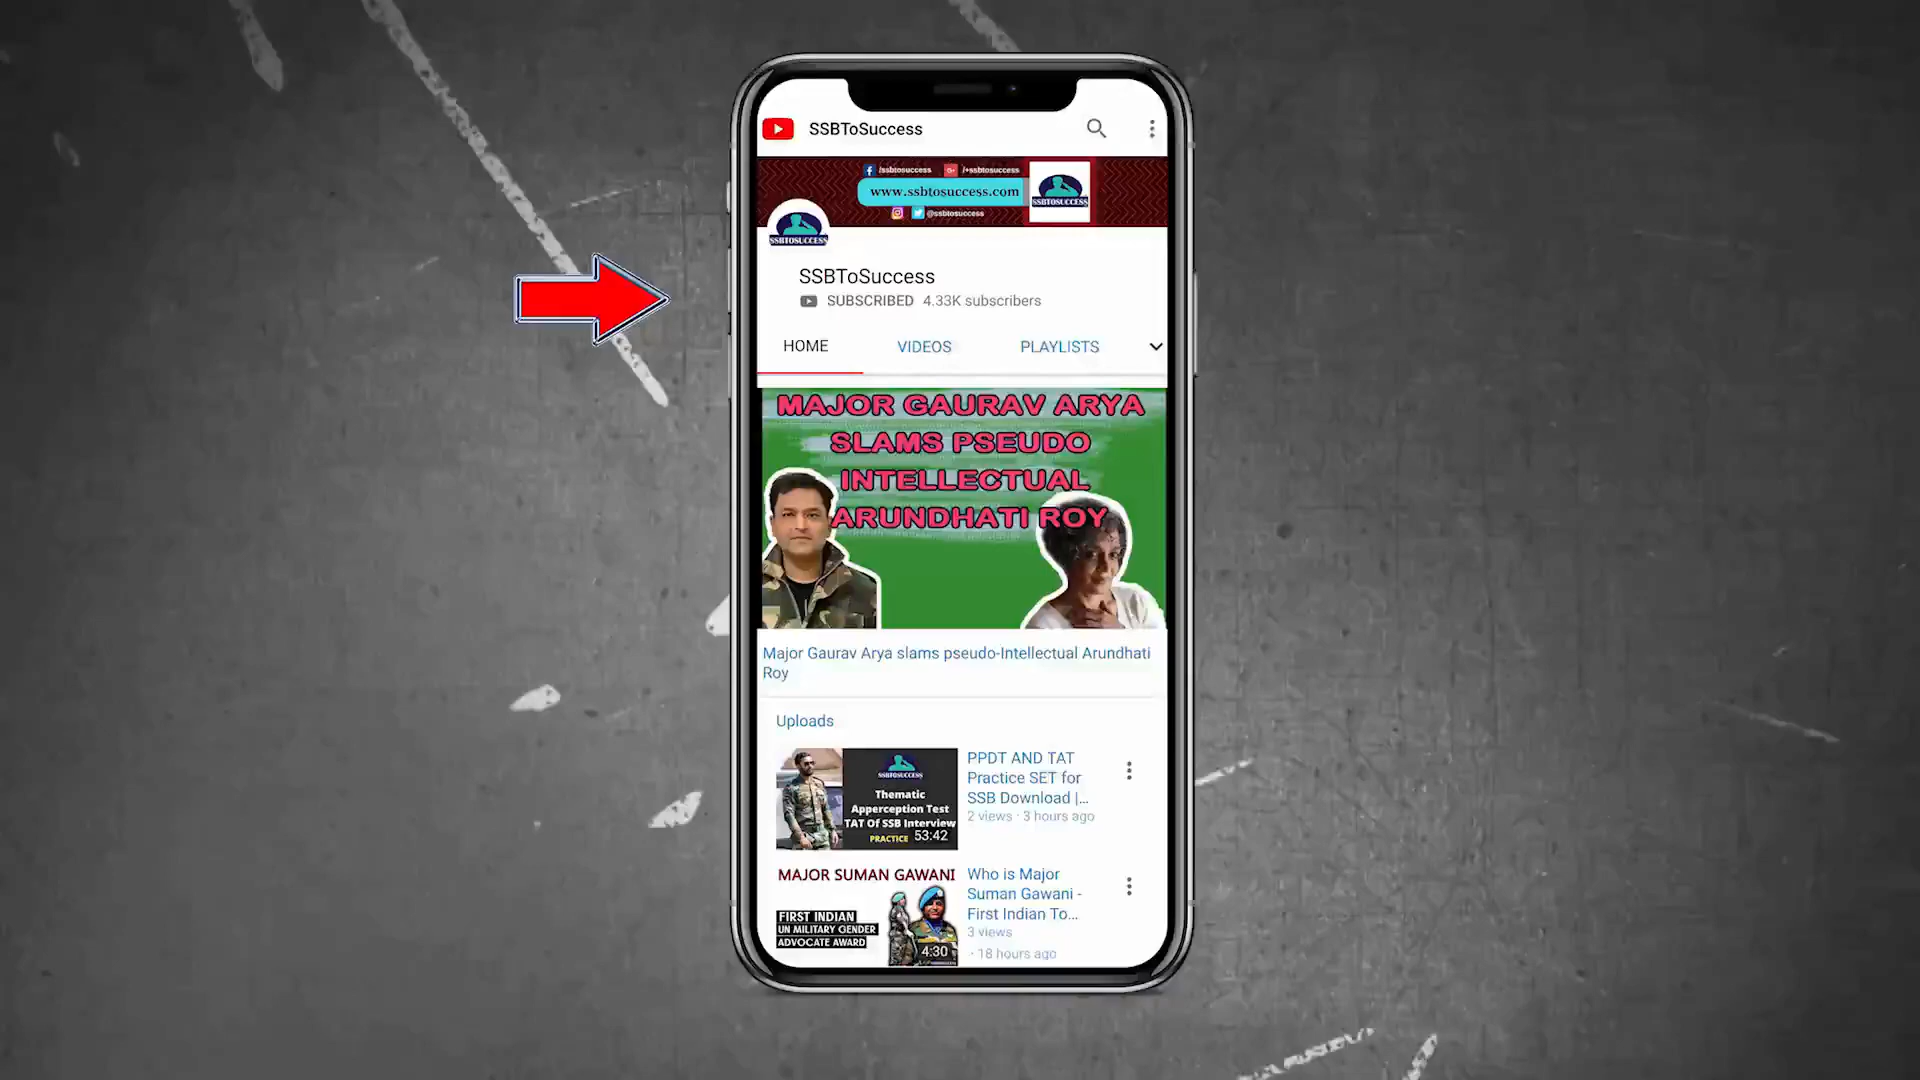 SSBToSuccess
/ssbtosuccess
/+ssbtosuccess
www.ssbtosuccess.com
@ssbtosuccess
SSBTOSUCCESS
SSBTOSUCCESS
SSBToSuccess
SUBSCRIBED 4.33K subscribers
HOME VIDEOS PLAYLISTS
MAJOR GAURAV ARYA
SLAMS PSEUDO
INTELLECTUAL
ARUNDHATI ROY
Major Gaurav Arya slams pseudo-Intellectual Arundhati
Roy
Uploads
SSBTOSUCCESS
Thematic
Apperception Test
TAT Of SSB Interview
PRACTICE 53:42
PPDT AND TAT
Practice SET for
SSB Download |...
2 views · 3 hours ago
MAJOR SUMAN GAWANI
FIRST INDIAN
UN MILITARY GENDER
ADVOCATE AWARD
4:30
Who is Major
Suman Gawani -
First Indian To...
3 views
· 18 hours ago